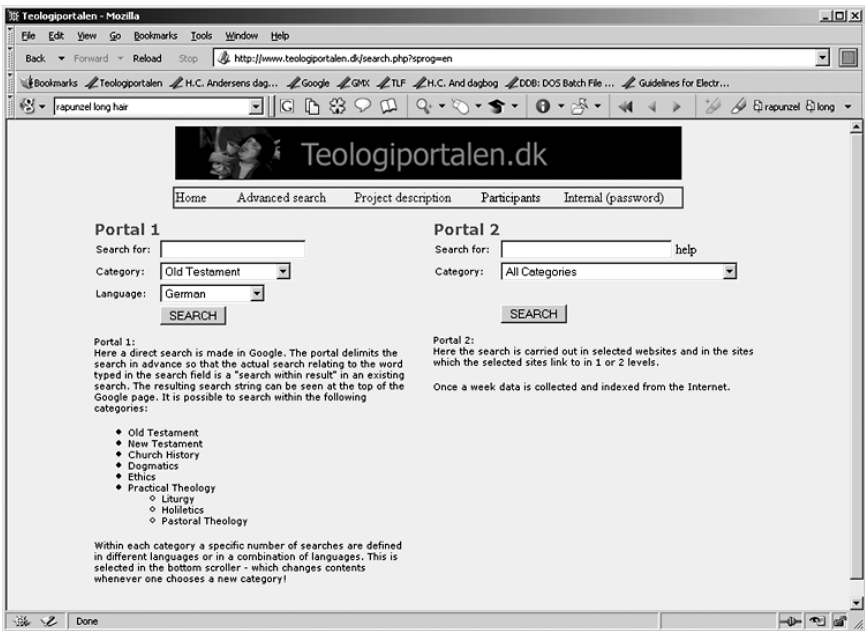 Teologiportalen - Mozilla
File Edit View Go Bookmarks Tools Window Help
Back Forward Reload Stop http://www.teologiportalen.dk/search.php?sprog=en
Bookmarks Teologiportalen H.C. Andersens dag... Google GMX TLF H.C. And dagbog DDB: DOS Batch File ... Guidelines for Electr...
rapunzel long hair G rapunzel long
Teologiportalen.dk
Home Advanced search Project description Participants Internal (password)
Portal 1
Search for:
Category: Old Testament
Language: German
SEARCH
Portal 1:
Here a direct search is made in Google. The portal delimits the
search in advance so that the actual search relating to the word
typed in the search field is a "search within result" in an existing
search. The resulting search string can be seen at the top of the
Google page. It is possible to search within the following
categories:
Old Testament
New Testament
Church History
Dogmatics
Ethics
Practical Theology
Liturgy
Holiletics
Pastoral Theology
Within each category a specific number of searches are defined
in different languages or in a combination of languages. This is
selected in the bottom scroller - which changes contents
whenever one chooses a new category!
Portal 2
Search for: help
Category: All Categories
SEARCH
Portal 2:
Here the search is carried out in selected websites and in the sites
which the selected sites link to in 1 or 2 levels.
Once a week data is collected and indexed from the Internet.
Done